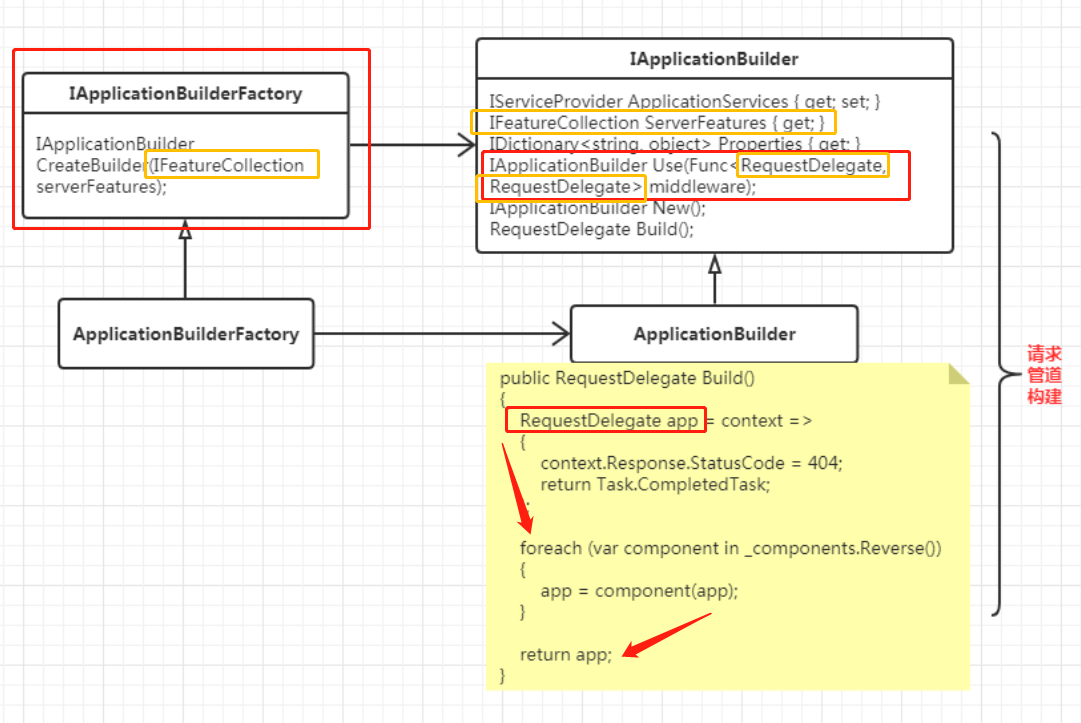 IApplicationBuilderFactory
IApplicationBuilder
CreateBuilder(IFeatureCollection
serverFeatures);
IApplicationBuilder
IServiceProvider ApplicationServices { get; set; }
IFeatureCollection ServerFeatures { get; }
IDictionary<string, object> Properties { get; }
IApplicationBuilder Use(Func<RequestDelegate,
RequestDelegate> middleware);
IApplicationBuilder New();
RequestDelegate Build();
ApplicationBuilderFactory
ApplicationBuilder
public RequestDelegate Build()
{
RequestDelegate app = context =>
{
context.Response.StatusCode = 404;
return Task.CompletedTask;
;
foreach (var component in _components.Reverse())
{
app = component(app);
}
return app;
}
请求
管道
构建